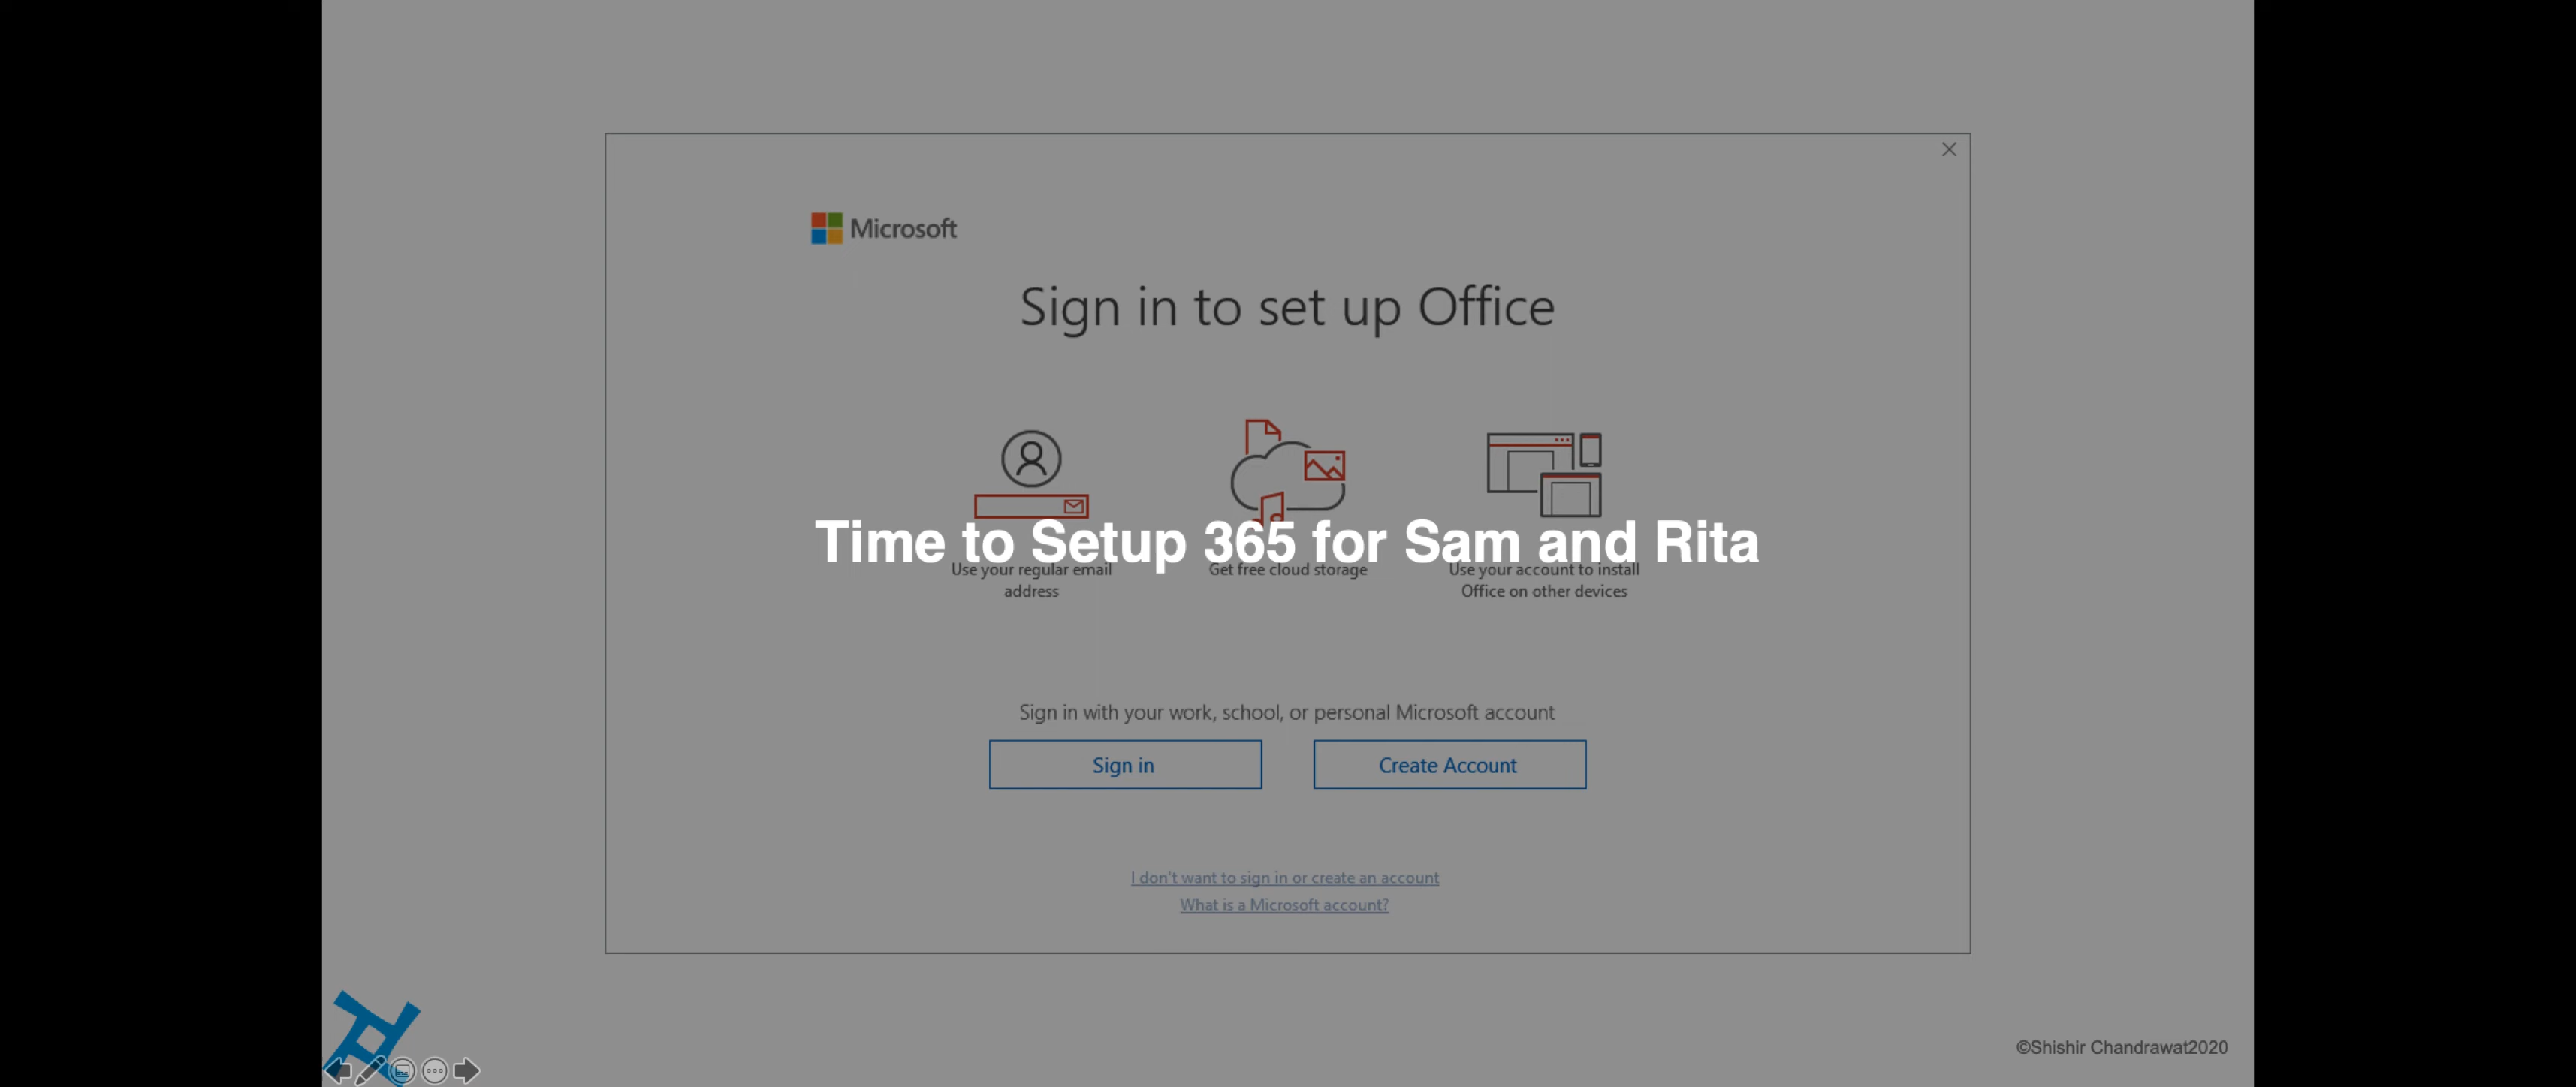 Microsoft
Sign in to set up Office
Time to Setup 365 for Sam and Rita
Use your regular email
address
Get free cloud storage
Use your account to install
Office on other devices
Sign in with your work, school, or personal Microsoft account
Sign in
Create Account
I don't want to sign in or create an account
What is a Microsoft account?
©Shishir Chandrawat2020